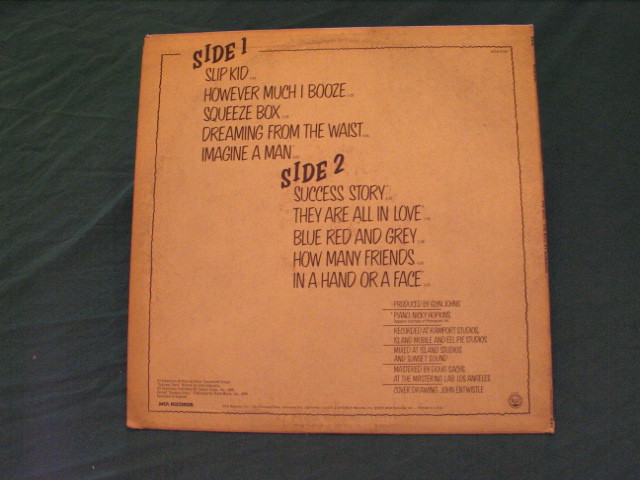 SIDE 1
SLIP KID
HOWEVER MUCH I BOOZE
SQUEEZE BOX
DREAMING FROM THE WAIST
IMAGINE A MAN
SIDE 2
SUCCESS STORY
THEY ARE ALL IN LOVE
BLUE RED AND GREY
HOW MANY FRIENDS
IN A HAND OR A FACE
PRODUCED BY GLYN JOHNS
PIANO: NICKY HOPKINS
RECORDED AT RAMPORT STUDIOS,
ISLAND MOBILE AND EEL PIE STUDIOS
MIXED AT ISLAND STUDIOS
AND SUNSET SOUND
MASTERED BY DOUG SACHS
AT THE MASTERING LAB, LOS ANGELES
COVER DRAWING: JOHN ENTWISTLE
MCA RECORDS